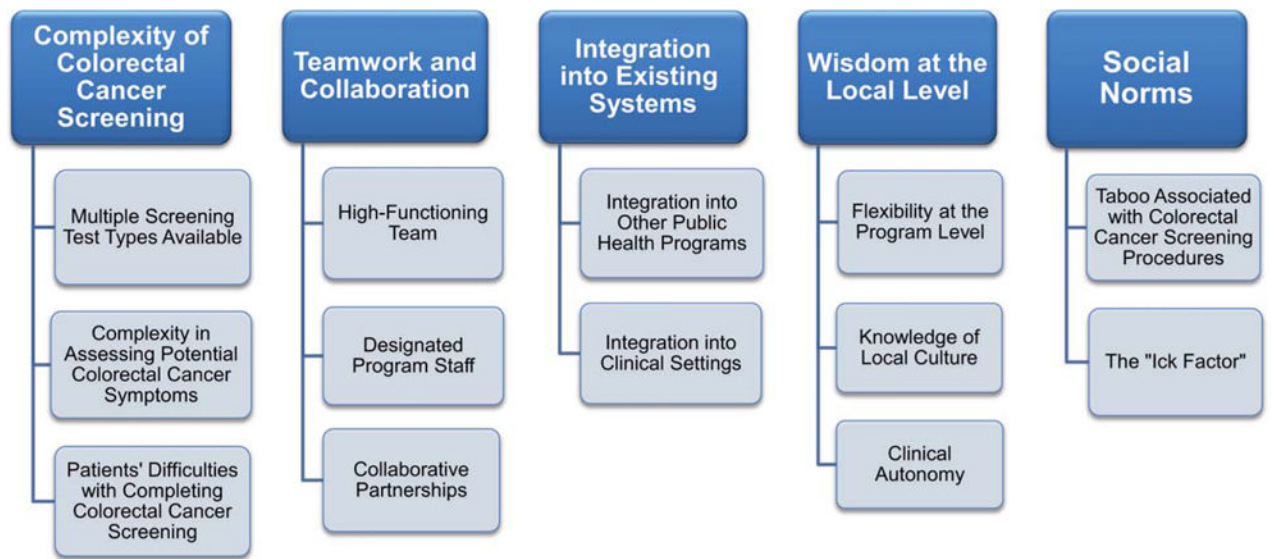 Complexity of
Colorectal
Cancer
Screening
Multiple Screening
Test Types Available
Complexity in
Assessing Potential
Colorectal Cancer
Symptoms
Patients' Difficulties
with Completing
Colorectal Cancer
Screening
Teamwork and
Collaboration
High-Functioning
Team
Designated
Program Staff
Collaborative
Partnerships
Integration
into Existing
Systems
Integration into
Other Public
Health Programs
Integration into
Clinical Settings
Wisdom at the
Local Level
Flexibility at the
Program Level
Knowledge of
Local Culture
Clinical
Autonomy
Social
Norms
Taboo Associated
with Colorectal
Cancer Screening
Procedures
The "Ick Factor"